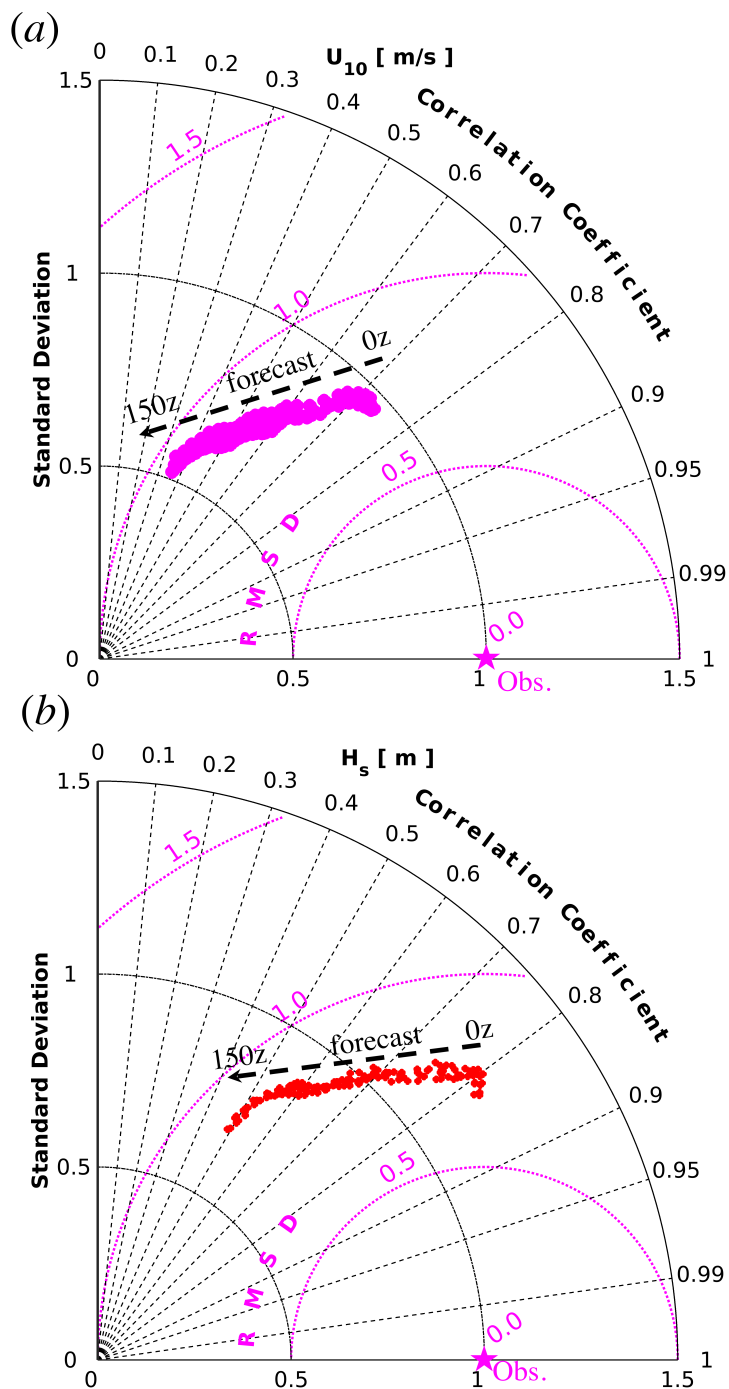 (a)
U10 [ m/s ]
0 0.1 0.2 0.3 0.4 0.5 0.6 0.7 0.8 0.9 0.95 0.99 1
Correlation Coefficient
Standard Deviation
1.5
1
0.5
0
1.5
1.0
0.5
0.0
0z
forecast
150z
R M S D
Obs.
0 0.5 1 1.5
(b)
Hs [ m ]
0 0.1 0.2 0.3 0.4 0.5 0.6 0.7 0.8 0.9 0.95 0.99 1
Correlation Coefficient
Standard Deviation
1.5
1
0.5
0
1.5
1.0
0.5
0.0
0z
forecast
150z
R M S D
Obs.
0 0.5 1 1.5